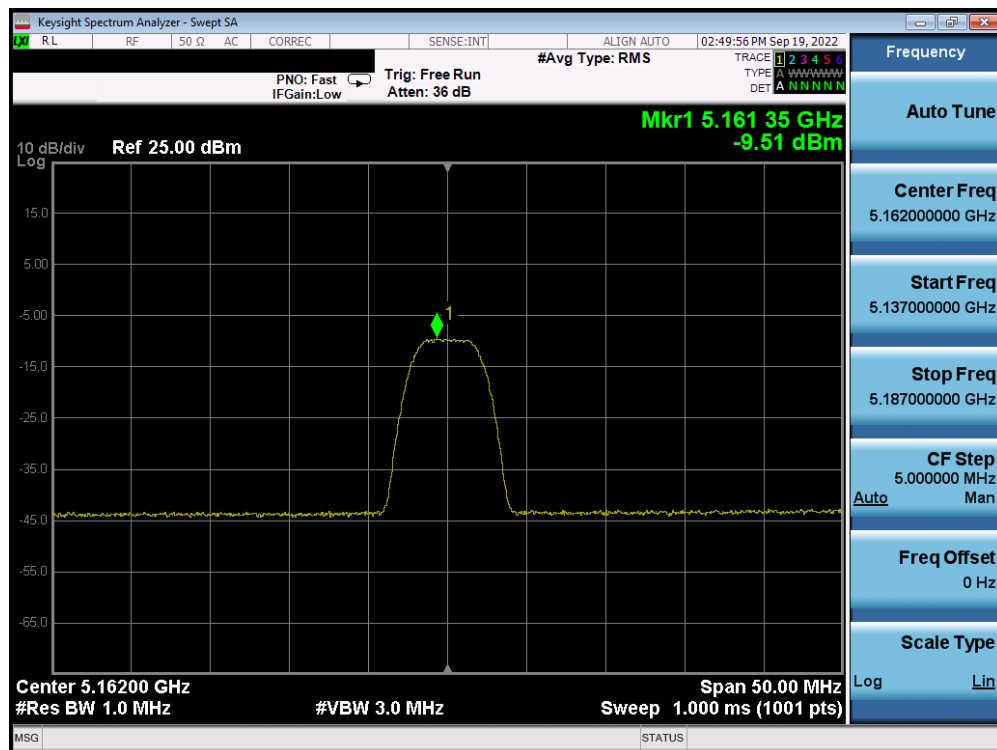 Keysight Spectrum Analyzer - Swept SA
LXI RL RF 50 Ω AC CORREC SENSE:INT ALIGN AUTO 02:49:56 PM Sep 19, 2022
#Avg Type: RMS
TRACE 1 2 3 4 5 6
TYPE A WWWWW
DET A N N N N N
PNO: Fast Trig: Free Run
IFGain:Low Atten: 36 dB
Mkr1 5.161 35 GHz
-9.51 dBm
10 dB/div Ref 25.00 dBm
Log
15.0
5.00
1
-5.00
-15.0
-25.0
-35.0
-45.0
-55.0
-65.0
Center 5.16200 GHz Span 50.00 MHz
#Res BW 1.0 MHz #VBW 3.0 MHz Sweep 1.000 ms (1001 pts)
MSG STATUS
Frequency
Auto Tune
Center Freq
5.162000000 GHz
Start Freq
5.137000000 GHz
Stop Freq
5.187000000 GHz
CF Step
5.000000 MHz
Auto Man
Freq Offset
0 Hz
Scale Type
Log Lin